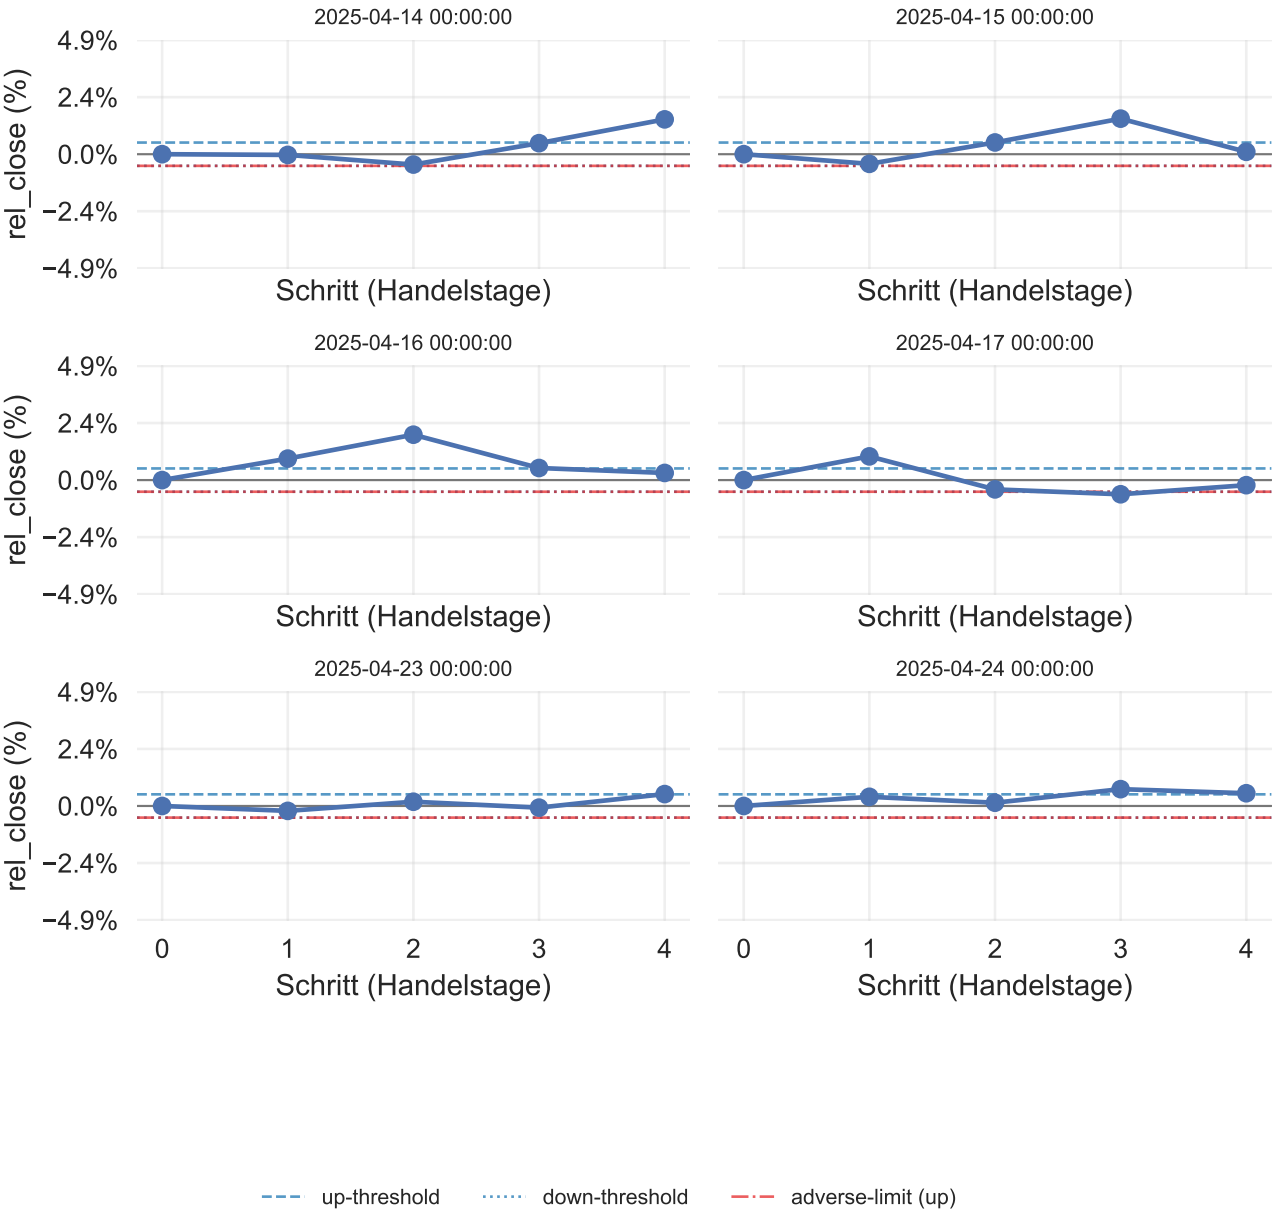 2025-04-14 00:00:00
2025-04-15 00:00:00
4.9%
2.4%
0.0%
−2.4%
−4.9%
rel_close (%)
Schritt (Handelstage)
Schritt (Handelstage)
2025-04-16 00:00:00
2025-04-17 00:00:00
4.9%
2.4%
0.0%
−2.4%
−4.9%
rel_close (%)
Schritt (Handelstage)
Schritt (Handelstage)
2025-04-23 00:00:00
2025-04-24 00:00:00
4.9%
2.4%
0.0%
−2.4%
−4.9%
rel_close (%)
0 1 2 3 4
0 1 2 3 4
Schritt (Handelstage)
Schritt (Handelstage)
up-threshold
down-threshold
adverse-limit (up)